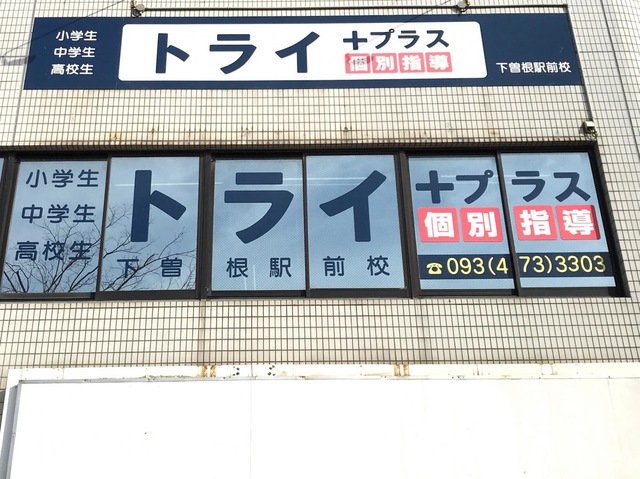 小学生
中学生
高校生
トライ
+プラス
個別指導
下曽根駅前校
小学生
中学生
高校生
トライ
下曽根駅前校
+プラス
個別指導
☎093(473)3303